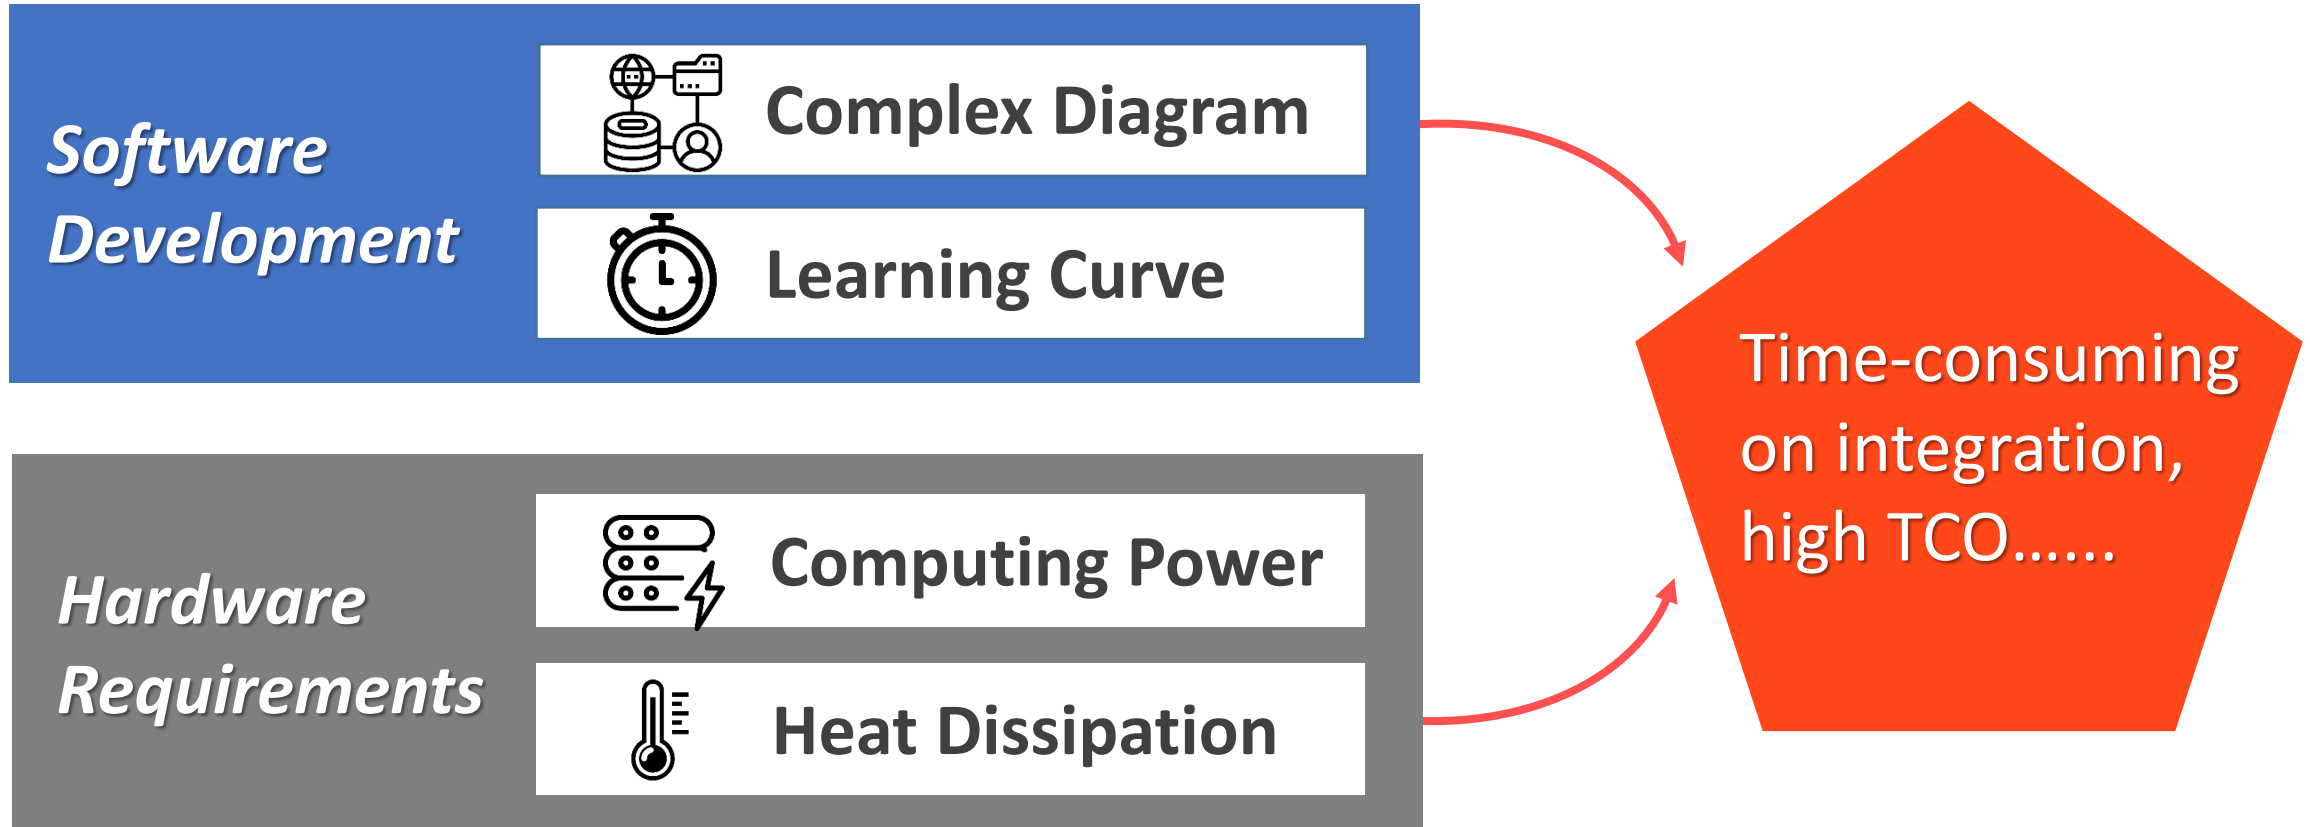 Software
Development
Complex Diagram
Learning Curve
Hardware
Requirements
Computing Power
Heat Dissipation
Time-consuming
on integration,
high TCO…...